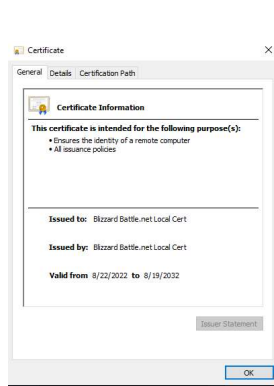 Certificate
General Details Certification Path
Certificate Information
This certificate is intended for the following purpose(s):
• Ensures the identity of a remote computer
• All issuance policies
Issued to: Blizzard Battle.net Local Cert
Issued by: Blizzard Battle.net Local Cert
Valid from 8/22/2022 to 8/19/2032
Issuer Statement
OK